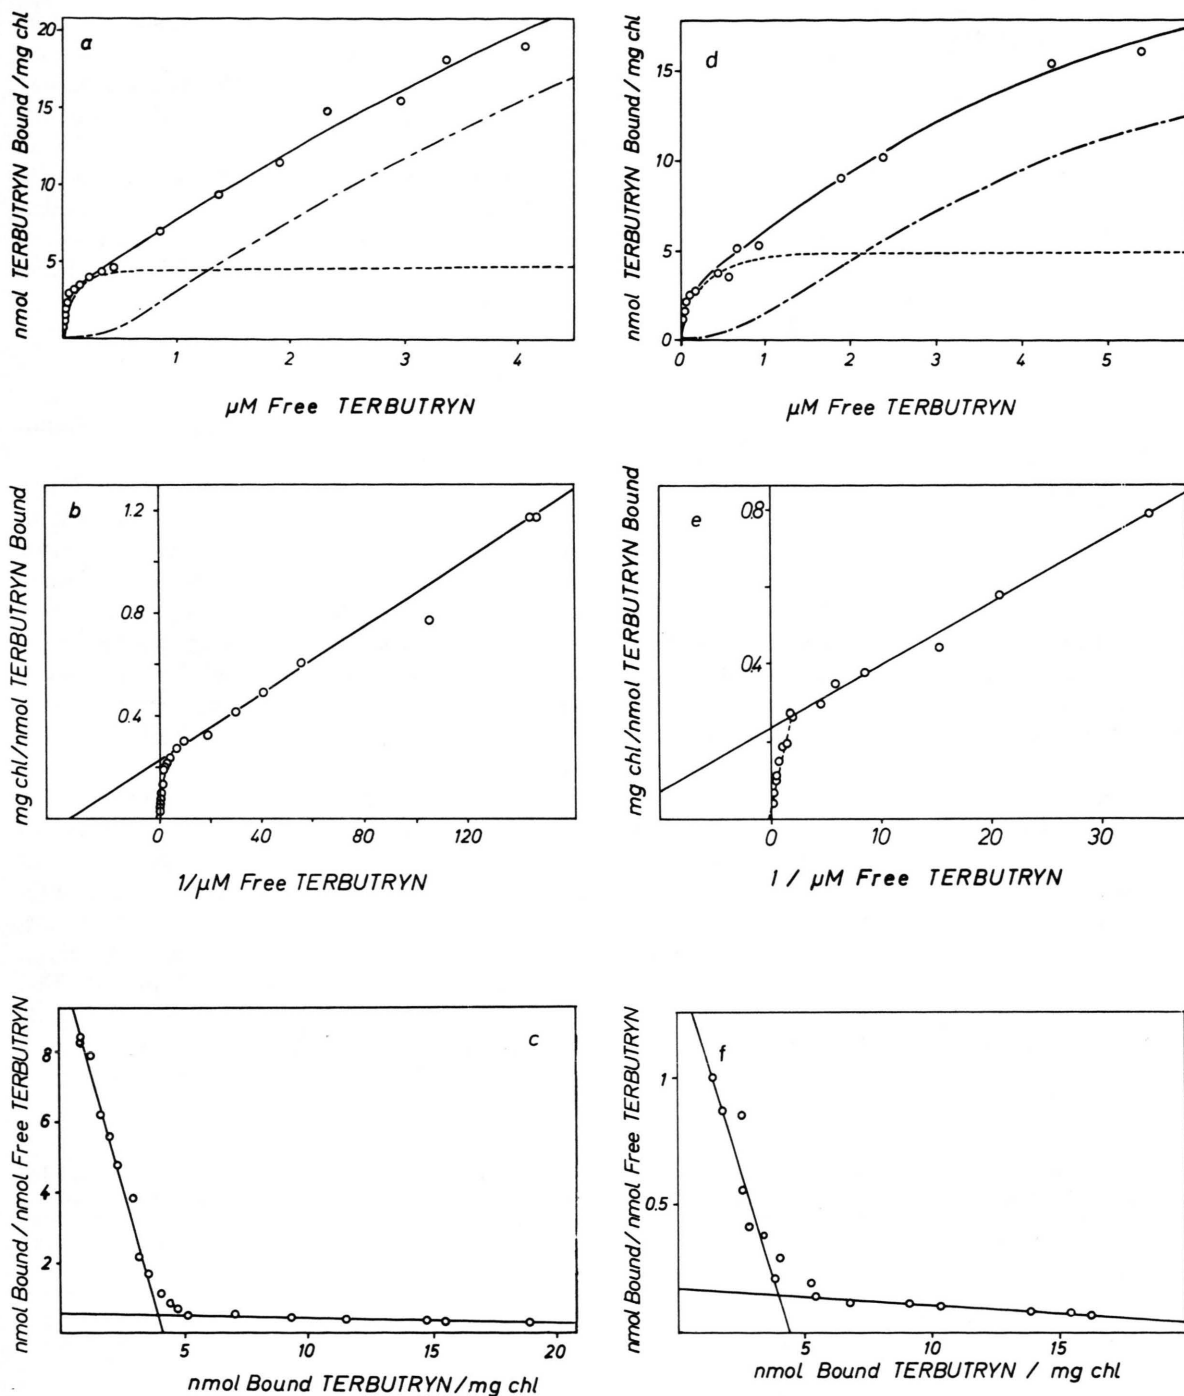 a
nmol TERBUTRYN Bound/mg chl
20
15
10
5
1 2 3 4
µM Free TERBUTRYN
d
nmol TERBUTRYN Bound/mg chl
15
10
5
0
0 1 2 3 4 5
µM Free TERBUTRYN
b
mg chl/nmol TERBUTRYN Bound
1.2
0.8
0.4
0 40 80 120
1/µM Free TERBUTRYN
e
mg chl/nmol TERBUTRYN Bound
0.8
0.4
0 10 20 30
1 / µM Free TERBUTRYN
c
nmol Bound/nmol Free TERBUTRYN
8
6
4
2
5 10 15 20
nmol Bound TERBUTRYN/mg chl
f
nmol Bound/nmol Free TERBUTRYN
1
0.5
5 10 15
nmol Bound TERBUTRYN / mg chl